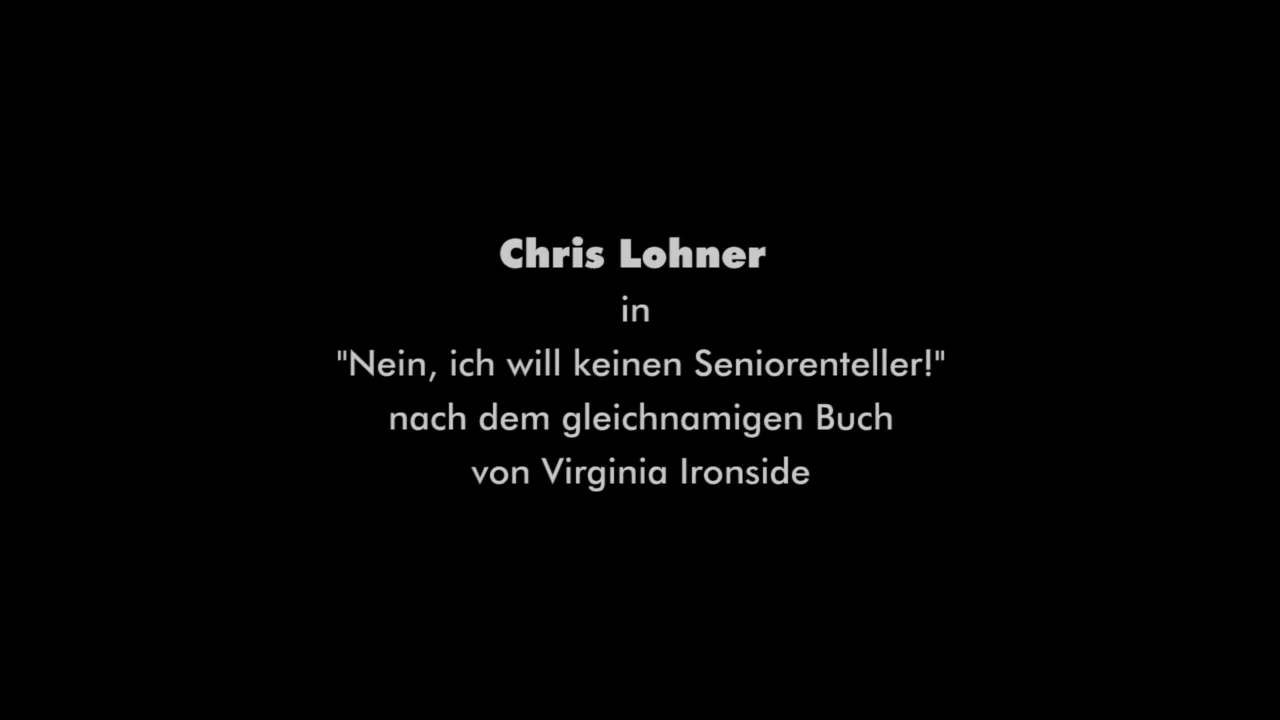 Chris Lohner
in
"Nein, ich will keinen Seniorenteller!"
nach dem gleichnamigen Buch
von Virginia Ironside